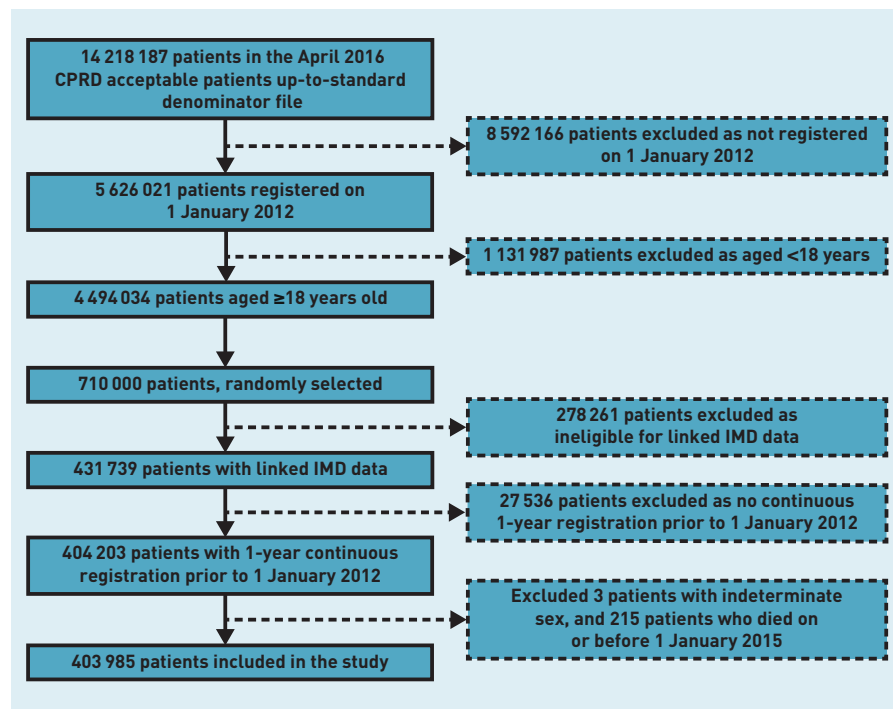 14 218 187 patients in the April 2016
CPRD acceptable patients up-to-standard
denominator file
8 592 166 patients excluded as not registered
on 1 January 2012
5 626 021 patients registered on
1 January 2012
1 131 987 patients excluded as aged <18 years
4 494 034 patients aged ≥18 years old
710 000 patients, randomly selected
278 261 patients excluded as
ineligible for linked IMD data
431 739 patients with linked IMD data
27 536 patients excluded as no continuous
1-year registration prior to 1 January 2012
404 203 patients with 1-year continuous
registration prior to 1 January 2012
Excluded 3 patients with indeterminate
sex, and 215 patients who died on
or before 1 January 2015
403 985 patients included in the study